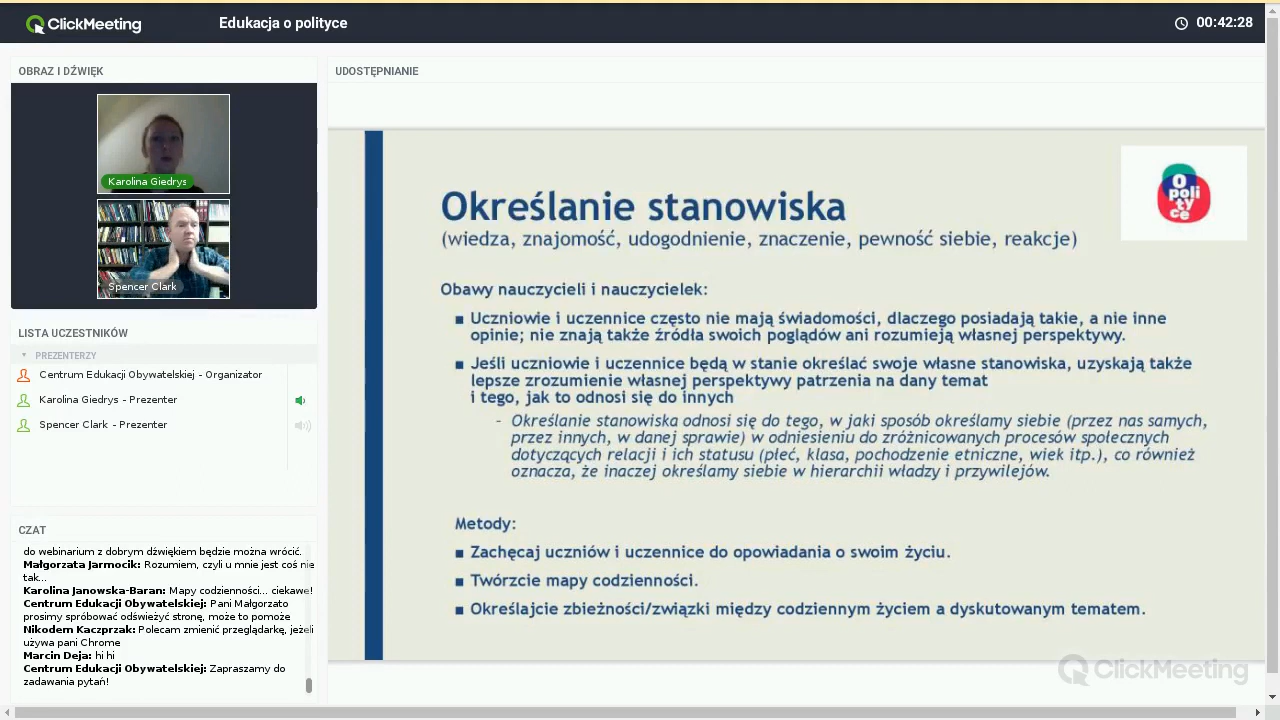 ClickMeeting
Edukacja o polityce
00:42:28
OBRAZ I DŹWIĘK
Karolina Giedrys
Spencer Clark
LISTA UCZESTNIKÓW
PREZENTERZY
Centrum Edukacji Obywatelskiej - Organizator
Karolina Giedrys - Prezenter
Spencer Clark - Prezenter
CZAT
do webinarium z dobrym dźwiękiem będzie można wrócić.
Małgorzata Jarmocik: Rozumiem, czyli u mnie jest coś nie
tak...
Karolina Janowska-Baran: Mapy codzienności... ciekawe!
Centrum Edukacji Obywatelskiej: Pani Małgorzato
prosimy spróbować odświeżyć stronę, może to pomoże
Nikodem Kaczprzak: Polecam zmienić przeglądarkę, jeżeli
używa pani Chrome
Marcin Deja: hi hi
Centrum Edukacji Obywatelskiej: Zapraszamy do
zadawania pytań!
UDOSTĘPNIANIE
O
poli
ty
ce
Określanie stanowiska
(wiedza, znajomość, udogodnienie, znaczenie, pewność siebie, reakcje)
Obawy nauczycieli i nauczycielek:
Uczniowie i uczennice często nie mają świadomości, dlaczego posiadają takie, a nie inne
opinie; nie znają także źródła swoich poglądów ani rozumieją własnej perspektywy.
Jeśli uczniowie i uczennice będą w stanie określać swoje własne stanowiska, uzyskają także
lepsze zrozumienie własnej perspektywy patrzenia na dany temat
i tego, jak to odnosi się do innych
- Określanie stanowiska odnosi się do tego, w jaki sposób określamy siebie (przez nas samych,
przez innych, w danej sprawie) w odniesieniu do zróżnicowanych procesów społecznych
dotyczących relacji i ich statusu (płeć, klasa, pochodzenie etniczne, wiek itp.), co również
oznacza, że inaczej określamy siebie w hierarchii władzy i przywilejów.
Metody:
Zachęcaj uczniów i uczennice do opowiadania o swoim życiu.
Twórzcie mapy codzienności.
Określajcie zbieżności/związki między codziennym życiem a dyskutowanym tematem.
ClickMeeting